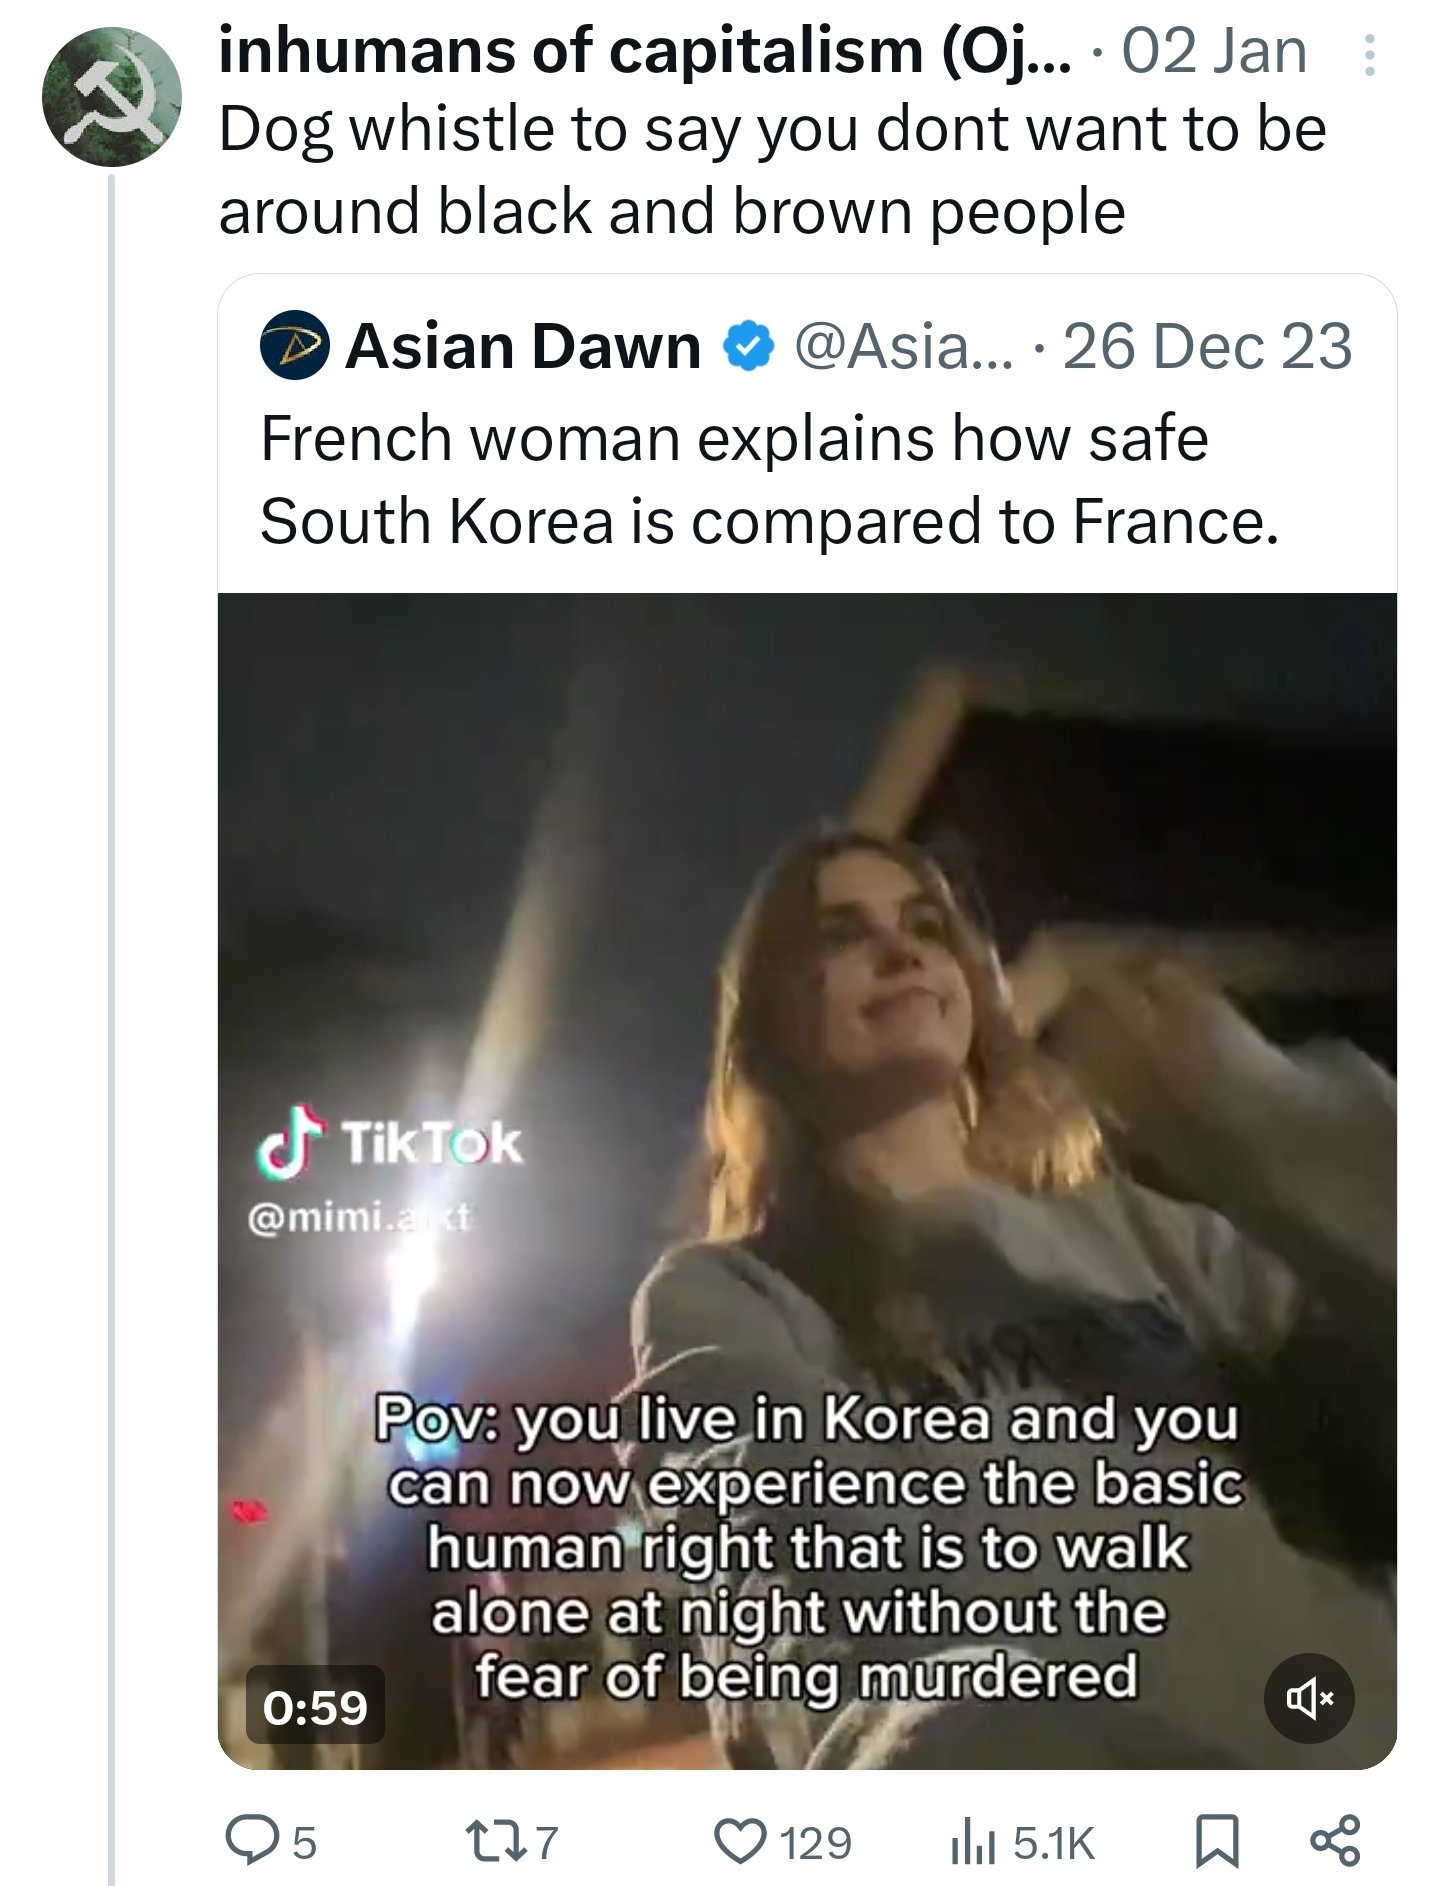 inhumans of capitalism (Oj... · 02 Jan
Dog whistle to say you dont want to be
around black and brown people
Asian Dawn @Asia... · 26 Dec 23
French woman explains how safe
South Korea is compared to France.
TikTok
Pov: you live in Korea and you
can now experience the basic
human right that is to walk
alone at night without the
fear of being murdered
0:59
5 7 129 5.1K